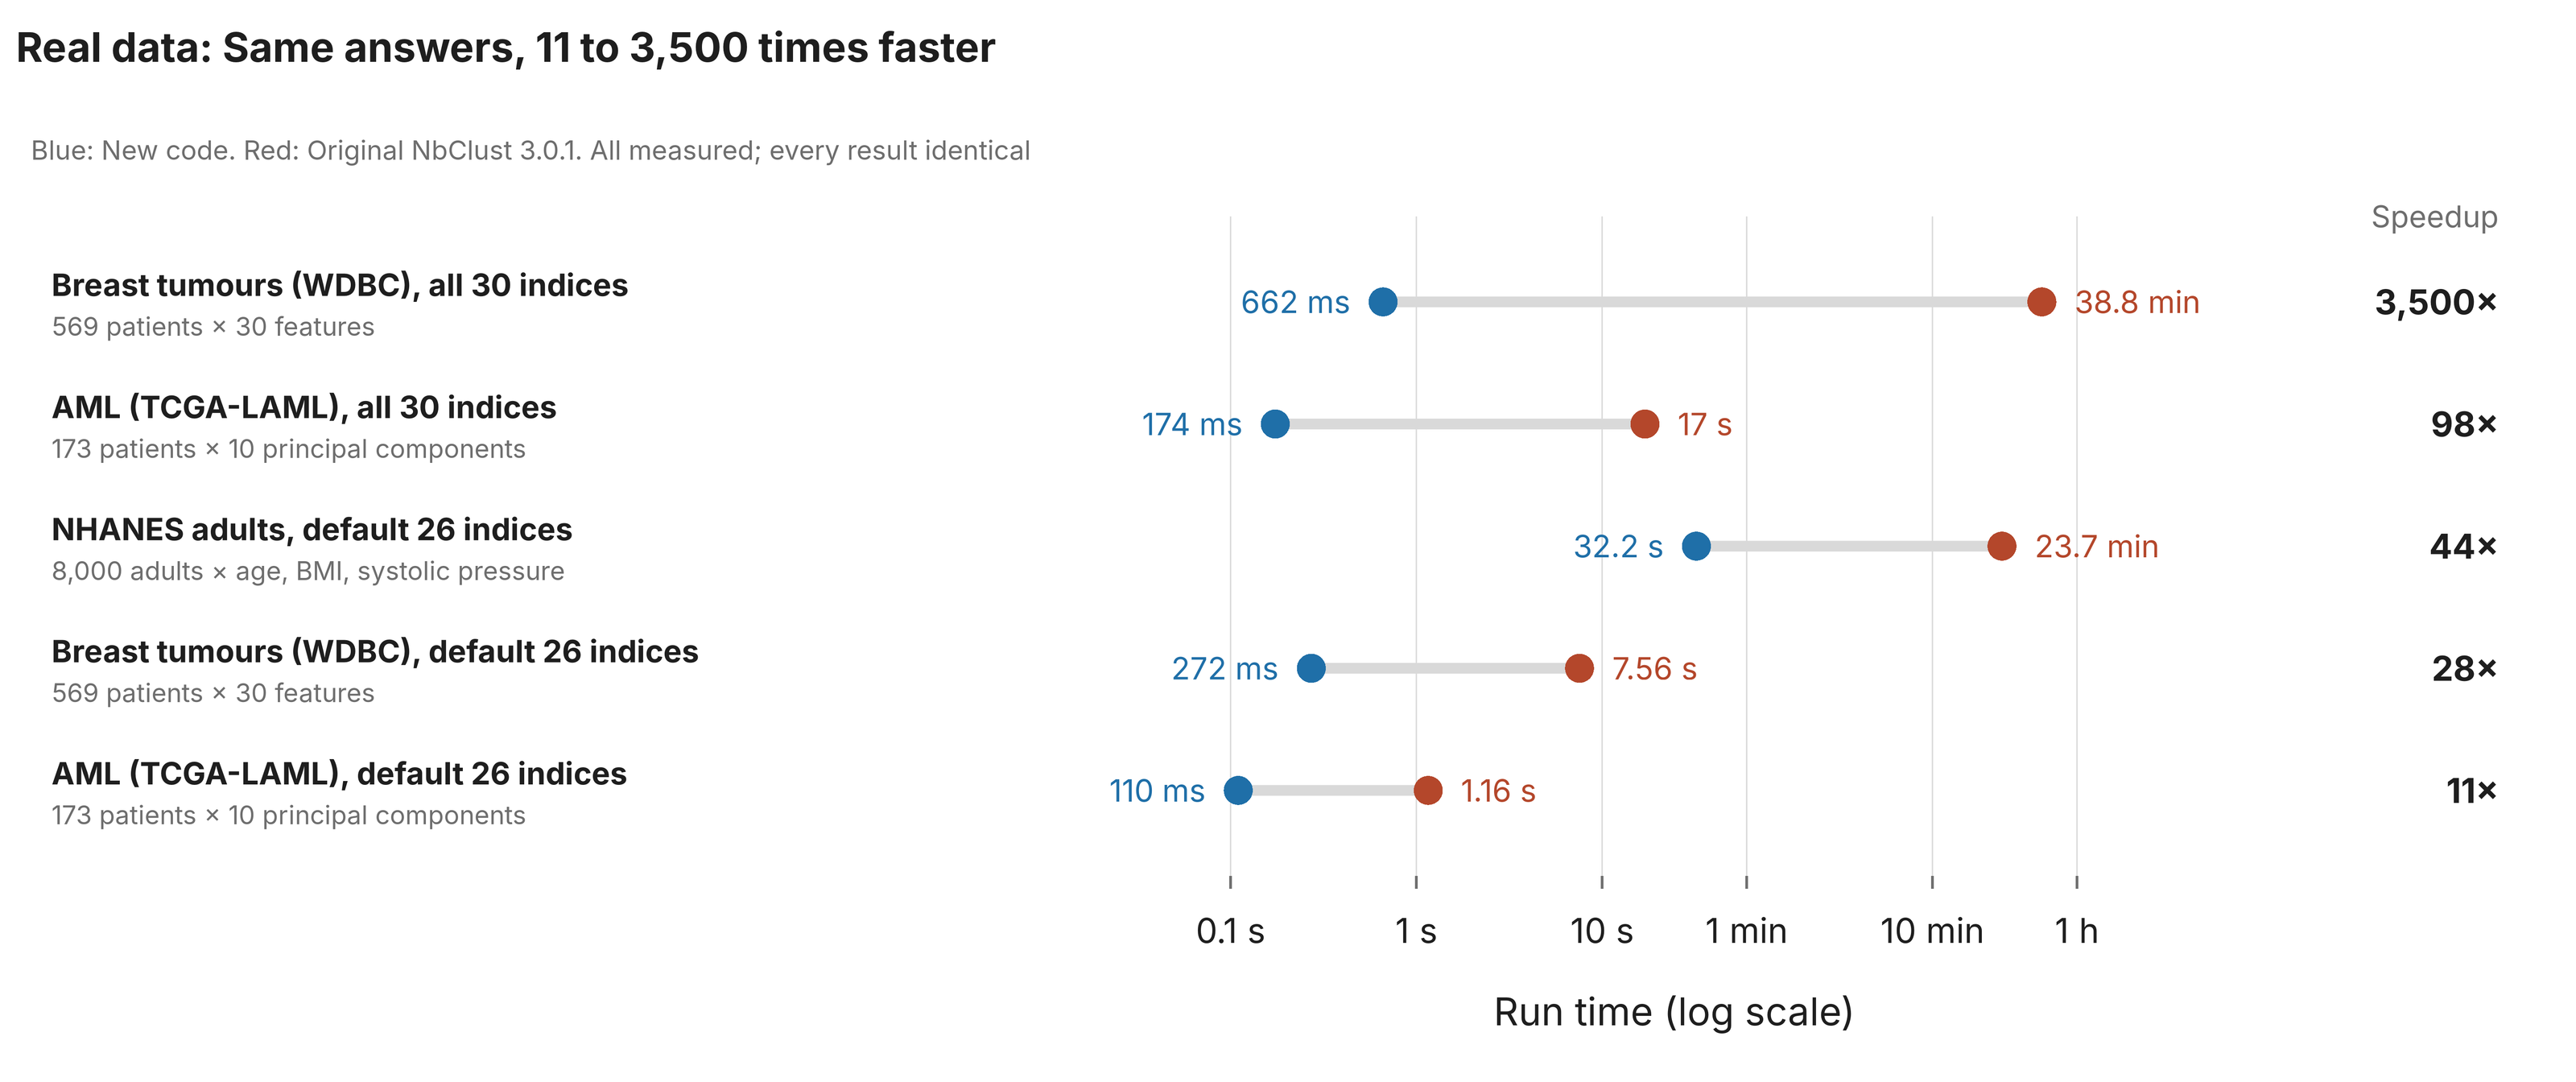 Real data: Same answers, 11 to 3,500 times faster
Blue: New code. Red: Original NbClust 3.0.1. All measured; every result identical
Speedup
Breast tumours (WDBC), all 30 indices
569 patients × 30 features
662 ms
38.8 min
3,500×
AML (TCGA-LAML), all 30 indices
173 patients × 10 principal components
174 ms
17 s
98×
NHANES adults, default 26 indices
8,000 adults × age, BMI, systolic pressure
32.2 s
23.7 min
44×
Breast tumours (WDBC), default 26 indices
569 patients × 30 features
272 ms
7.56 s
28×
AML (TCGA-LAML), default 26 indices
173 patients × 10 principal components
110 ms
1.16 s
11×
0.1 s
1 s
10 s
1 min
10 min
1 h
Run time (log scale)